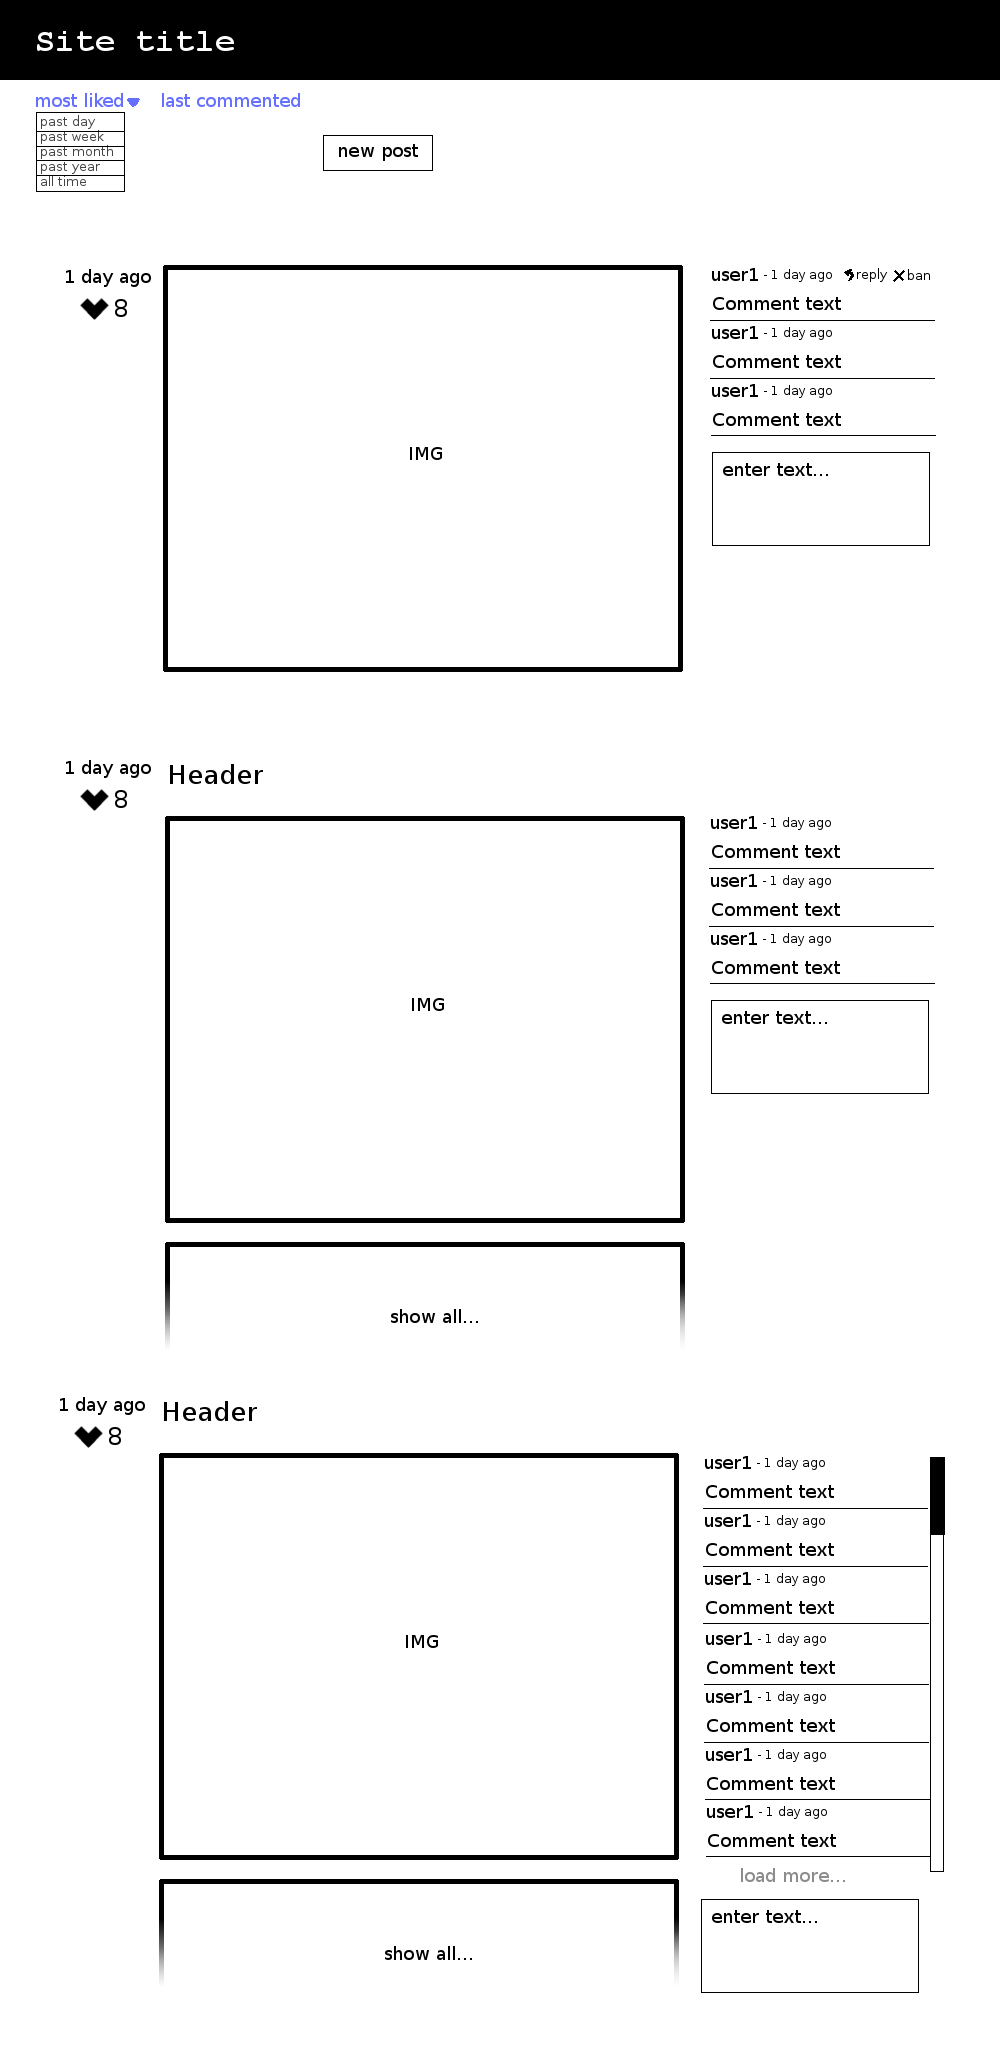 Site title
most liked last commented
past day
past week
past month
past year
all time
new post
1 day ago
8
IMG
user1 - 1 day ago reply ban
Comment text
user1 - 1 day ago
Comment text
user1 - 1 day ago
Comment text
enter text...
1 day ago
8
Header
IMG
show all...
user1 - 1 day ago
Comment text
user1 - 1 day ago
Comment text
user1 - 1 day ago
Comment text
enter text...
1 day ago
8
Header
IMG
show all...
user1 - 1 day ago
Comment text
user1 - 1 day ago
Comment text
user1 - 1 day ago
Comment text
user1 - 1 day ago
Comment text
user1 - 1 day ago
Comment text
user1 - 1 day ago
Comment text
user1 - 1 day ago
Comment text
load more...
enter text...